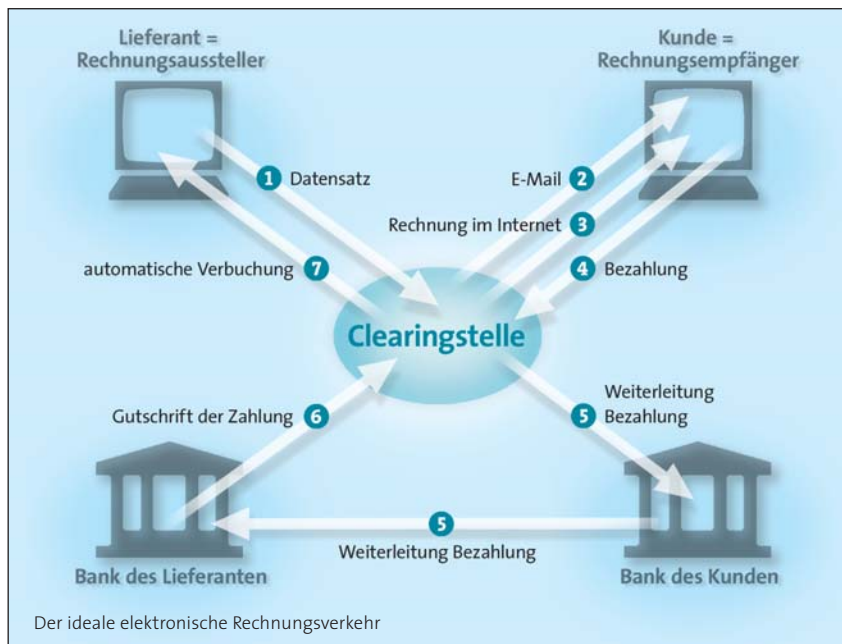 Lieferant =
Rechnungsaussteller
Kunde =
Rechnungsempfänger
1 Datensatz
E-Mail 2
Rechnung im Internet 3
automatische Verbuchung 7
4 Bezahlung
Clearingstelle
Gutschrift der Zahlung 6
5 Weiterleitung
Bezahlung
5
Weiterleitung Bezahlung
Bank des Lieferanten
Bank des Kunden
Der ideale elektronische Rechnungsverkehr